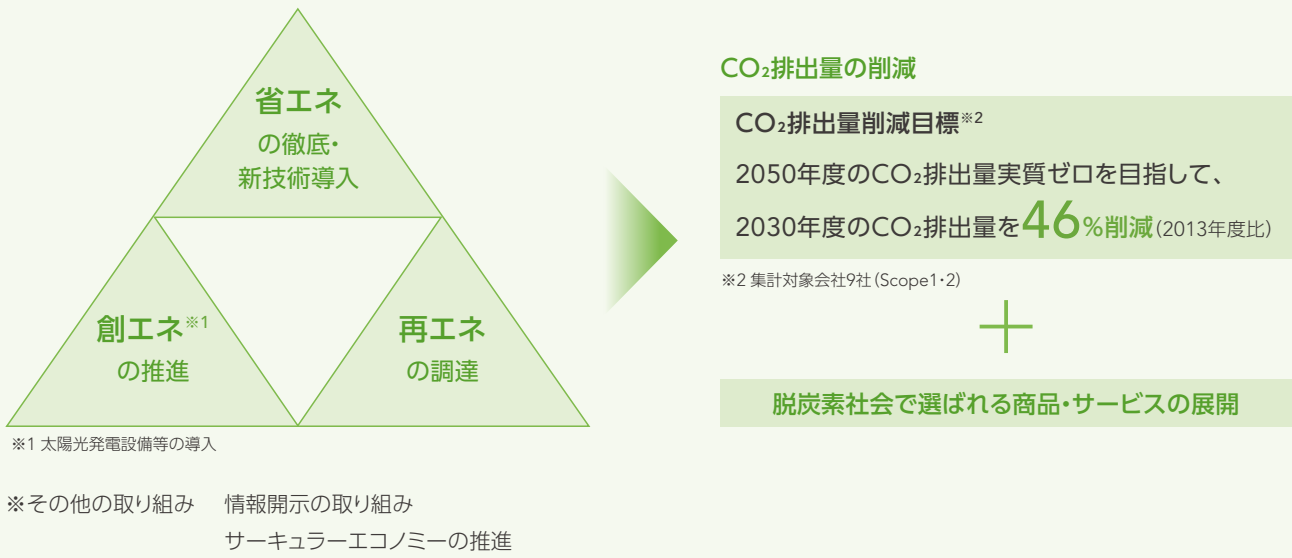 省エネ
の徹底・
新技術導入
創エネ※1
の推進
再エネ
の調達
※1 太陽光発電設備等の導入
※その他の取り組み 情報開示の取り組み
サーキュラーエコノミーの推進
CO₂排出量の削減
CO₂排出量削減目標※2
2050年度のCO₂排出量実質ゼロを目指して、
2030年度のCO₂排出量を46%削減(2013年度比)
※2 集計対象会社9社(Scope1・2)
脱炭素社会で選ばれる商品・サービスの展開